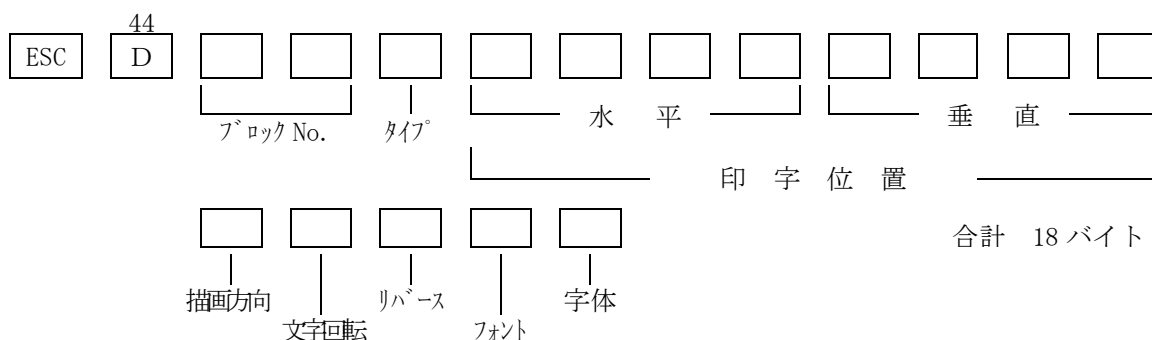 44
ESC D
ﾌﾞﾛｯｸ No. ﾀｲﾌﾟ 水 平 垂 直
印 字 位 置
合計 18 バイト
描画方向 ﾘﾊﾞｰｽ 字体
文字回転 ﾌｫﾝﾄ